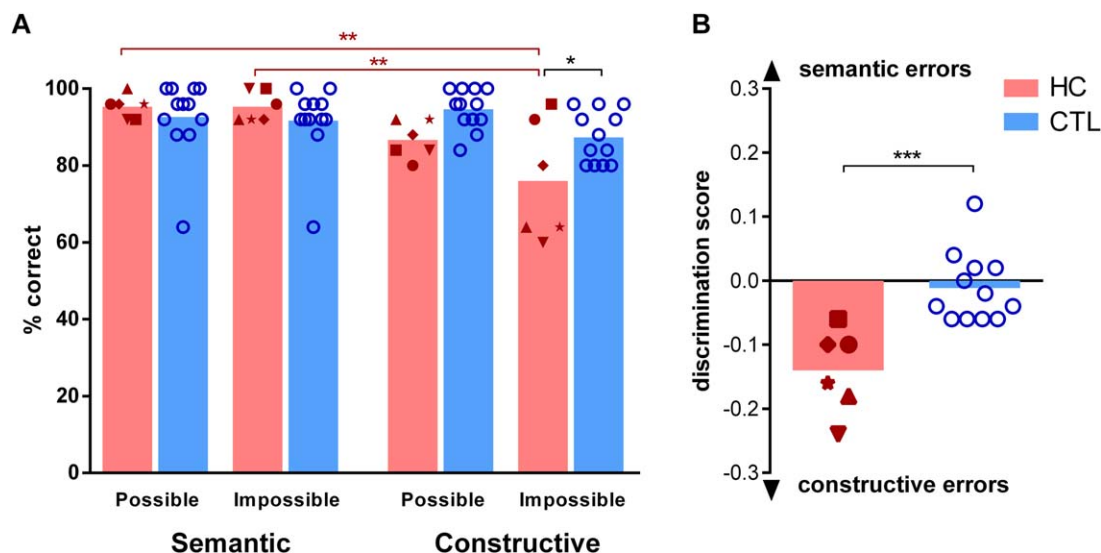 A
**
**
*
100
80
60
40
20
0
% correct
Possible
Impossible
Possible
Impossible
Semantic
Constructive
B
semantic errors
HC
CTL
***
0.3
0.2
0.1
0.0
-0.1
-0.2
-0.3
discrimination score
constructive errors